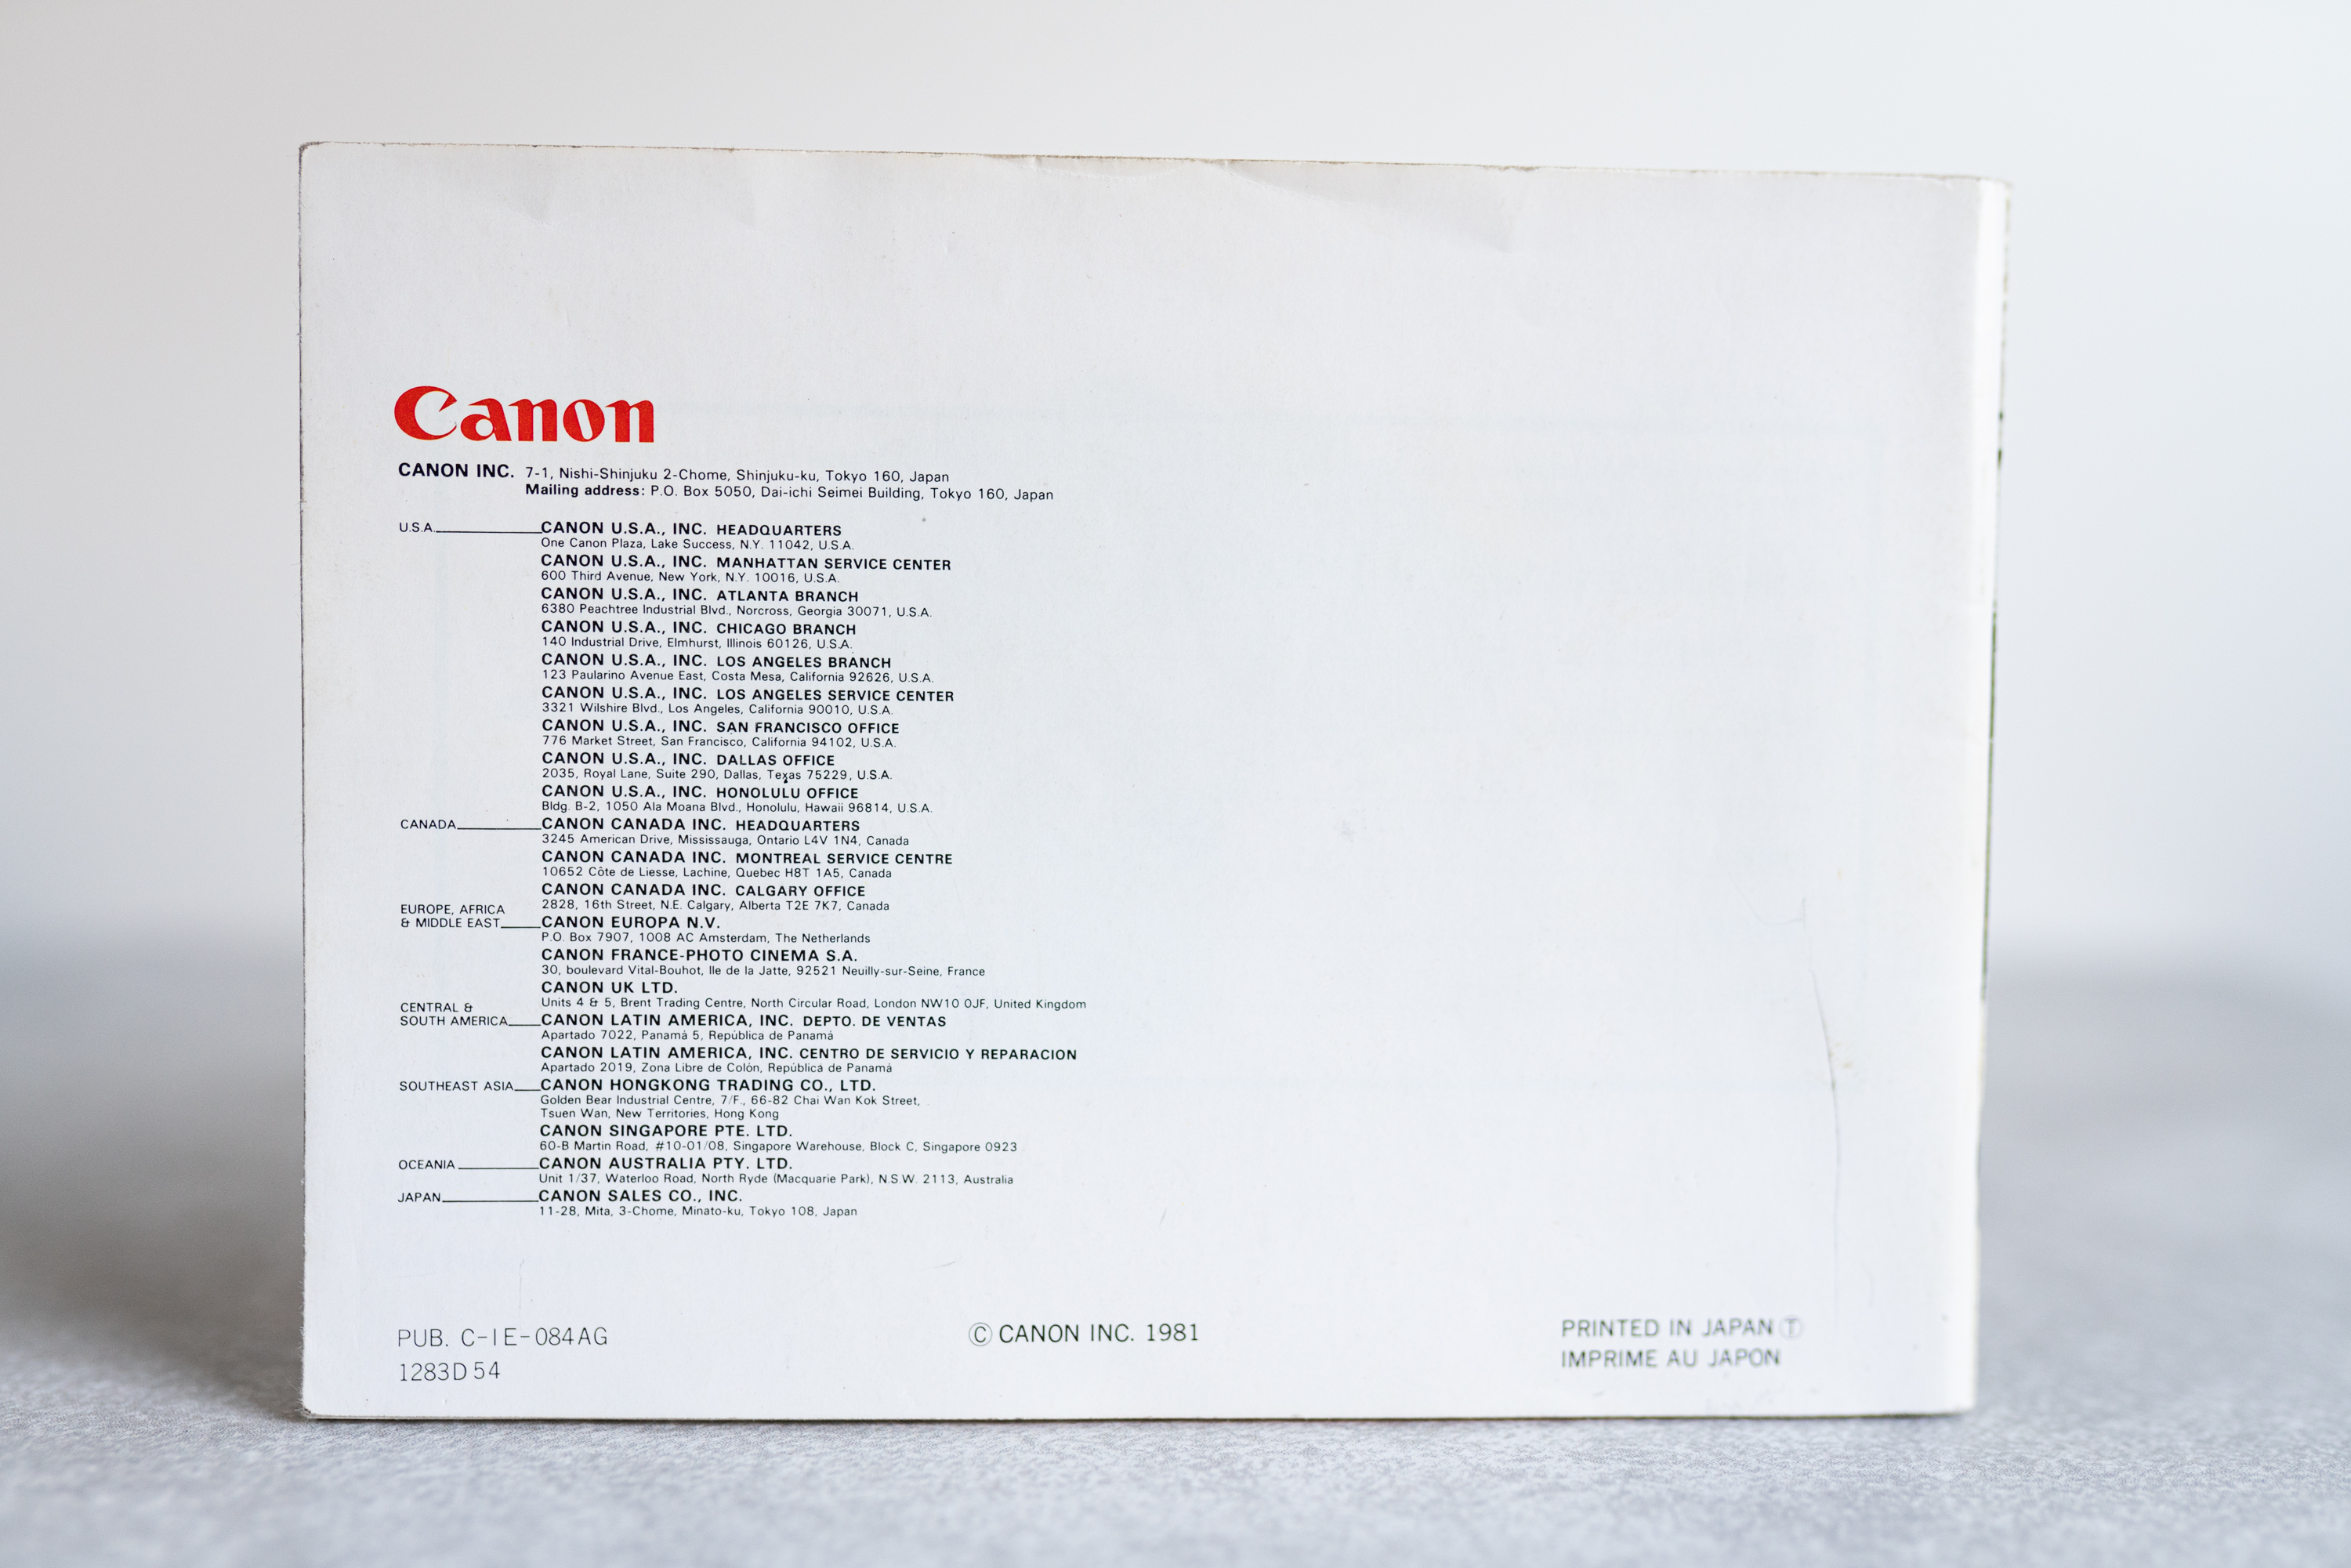 Canon
CANON INC. 7-1, Nishi-Shinjuku 2-Chome, Shinjuku-ku, Tokyo 160, Japan
Mailing address: P.O. Box 5050, Dai-ichi Seimei Building, Tokyo 160, Japan
U.S.A. CANON U.S.A., INC. HEADQUARTERS
One Canon Plaza, Lake Success, N.Y. 11042, U.S.A.
CANON U.S.A., INC. MANHATTAN SERVICE CENTER
600 Third Avenue, New York, N.Y. 10016, U.S.A.
CANON U.S.A., INC. ATLANTA BRANCH
6380 Peachtree Industrial Blvd., Norcross, Georgia 30071, U.S.A.
CANON U.S.A., INC. CHICAGO BRANCH
140 Industrial Drive, Elmhurst, Illinois 60126, U.S.A.
CANON U.S.A., INC. LOS ANGELES BRANCH
123 Paularino Avenue East, Costa Mesa, California 92626, U.S.A.
CANON U.S.A., INC. LOS ANGELES SERVICE CENTER
3321 Wilshire Blvd., Los Angeles, California 90010, U.S.A.
CANON U.S.A., INC. SAN FRANCISCO OFFICE
776 Market Street, San Francisco, California 94102, U.S.A.
CANON U.S.A., INC. DALLAS OFFICE
2035, Royal Lane, Suite 290, Dallas, Texas 75229, U.S.A.
CANON U.S.A., INC. HONOLULU OFFICE
Bldg. B-2, 1050 Ala Moana Blvd., Honolulu, Hawaii 96814, U.S.A.
CANADA CANON CANADA INC. HEADQUARTERS
3245 American Drive, Mississauga, Ontario L4V 1N4, Canada
CANON CANADA INC. MONTREAL SERVICE CENTRE
10652 Côte de Liesse, Lachine, Quebec H8T 1A5, Canada
CANON CANADA INC. CALGARY OFFICE
2828, 16th Street, N.E. Calgary, Alberta T2E 7K7, Canada
EUROPE, AFRICA
& MIDDLE EAST CANON EUROPA N.V.
P.O. Box 7907, 1008 AC Amsterdam, The Netherlands
CANON FRANCE-PHOTO CINEMA S.A.
30, boulevard Vital-Bouhot, Ile de la Jatte, 92521 Neuilly-sur-Seine, France
CANON UK LTD.
Units 4 & 5, Brent Trading Centre, North Circular Road, London NW10 0JF, United Kingdom
CENTRAL &
SOUTH AMERICA CANON LATIN AMERICA, INC. DEPTO. DE VENTAS
Apartado 7022, Panamá 5, República de Panamá
CANON LATIN AMERICA, INC. CENTRO DE SERVICIO Y REPARACION
Apartado 2019, Zona Libre de Colón, República de Panamá
SOUTHEAST ASIA CANON HONGKONG TRADING CO., LTD.
Golden Bear Industrial Centre, 7/F., 66-82 Chai Wan Kok Street,
Tsuen Wan, New Territories, Hong Kong
CANON SINGAPORE PTE. LTD.
60-B Martin Road, #10-01/08, Singapore Warehouse, Block C, Singapore 0923
OCEANIA CANON AUSTRALIA PTY. LTD.
Unit 1/37, Waterloo Road, North Ryde (Macquarie Park), N.S.W. 2113, Australia
JAPAN CANON SALES CO., INC.
11-28, Mita, 3-Chome, Minato-ku, Tokyo 108, Japan
PUB. C-IE-084AG
1283D54
© CANON INC. 1981
PRINTED IN JAPAN Ⓣ
IMPRIME AU JAPON